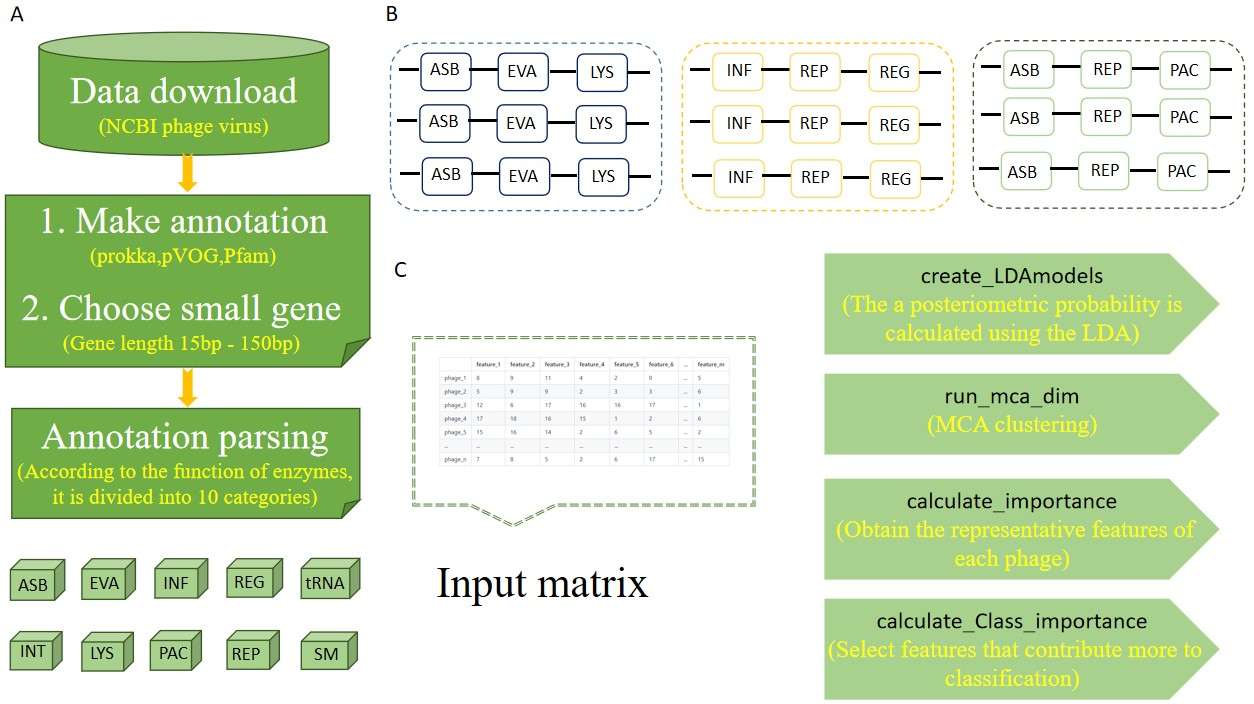 A
Data download
(NCBI phage virus)
1. Make annotation
(prokka,pVOG,Pfam)
2. Choose small gene
(Gene length 15bp - 150bp)
Annotation parsing
(According to the function of enzymes,
it is divided into 10 categories)
ASB EVA INF REG tRNA
INT LYS PAC REP SM
B
ASB EVA LYS
ASB EVA LYS
ASB EVA LYS
INF REP REG
INF REP REG
INF REP REG
ASB REP PAC
ASB REP PAC
ASB REP PAC
C
feature_1 feature_2 feature_3 feature_4 feature_5 feature_6 ... feature_m
phage_1 8 9 11 4 2 0 ... 5
phage_2 5 9 9 2 3 3 ... 6
phage_3 12 6 17 16 16 17 ... 1
phage_4 17 18 16 15 1 2 ... 6
phage_5 15 16 14 2 6 5 ... 2
... ... ... ... ... ... ... ...
phage_n 7 8 5 2 6 17 ... 15
Input matrix
create_LDAmodels
(The a posteriometric probability is
calculated using the LDA)
run_mca_dim
(MCA clustering)
calculate_importance
(Obtain the representative features of
each phage)
calculate_Class_importance
(Select features that contribute more to
classification)